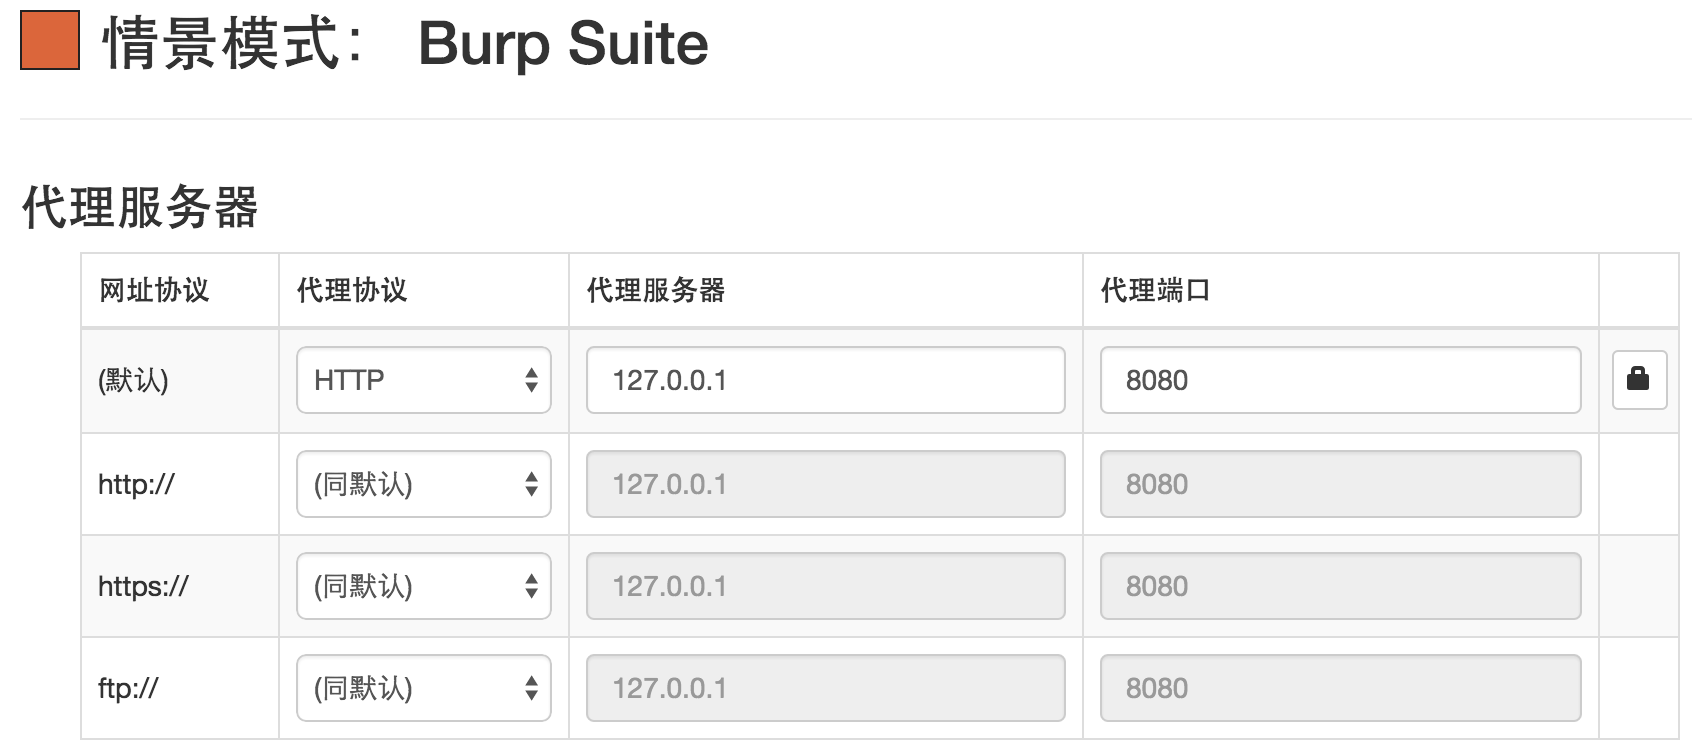 情景模式： Burp Suite
代理服务器
网址协议 代理协议 代理服务器 代理端口
(默认) HTTP 127.0.0.1 8080
http:// (同默认) 127.0.0.1 8080
https:// (同默认) 127.0.0.1 8080
ftp:// (同默认) 127.0.0.1 8080